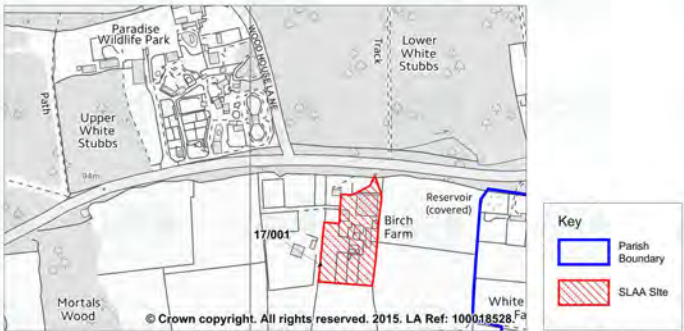 Paradise
Wildlife Park
WOOD HOUSE LANE
Track
Lower
White
Stubbs
Path
Upper
White
Stubbs
94m
Reservoir
(covered)
Birch
Farm
17/001
Mortals
Wood
White
Fa
© Crown copyright. All rights reserved. 2015. LA Ref: 100018528.
Key
Parish
Boundary
SLAA SIte